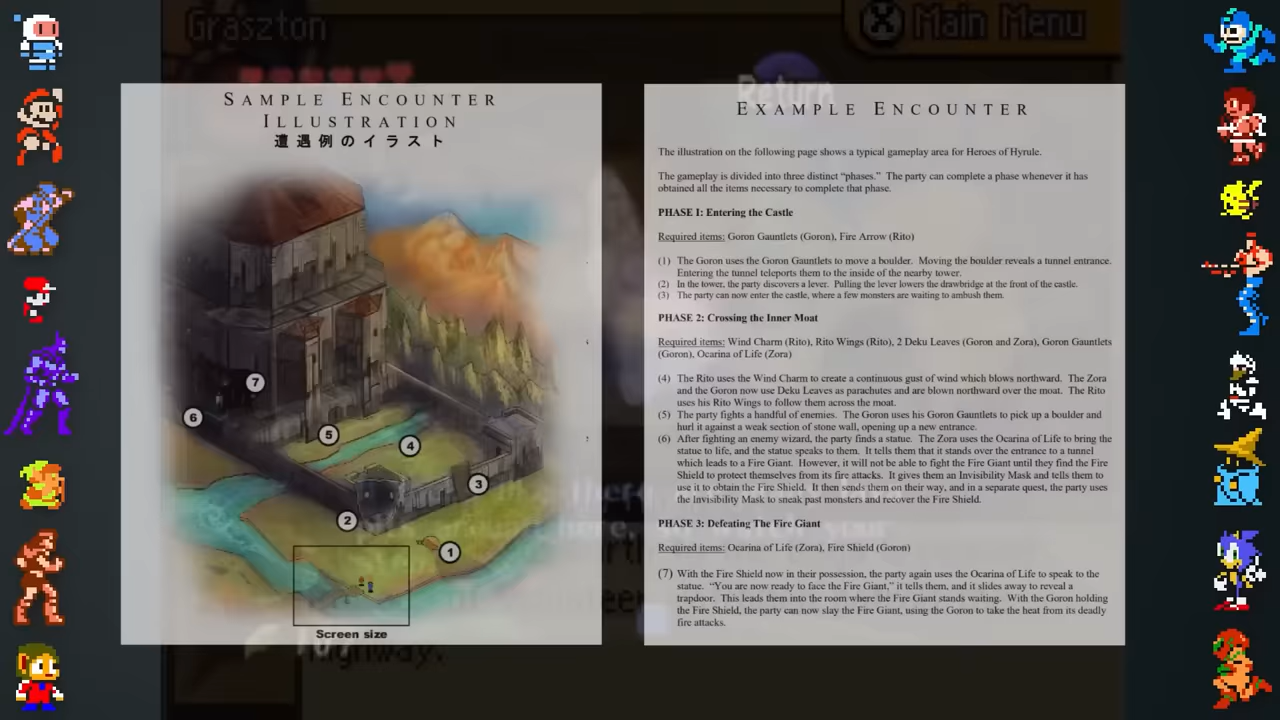 Graszton
Main Menu
Return
SAMPLE ENCOUNTER
ILLUSTRATION
遭遇例のイラスト
7
6
5
4
3
2
1
Screen size
EXAMPLE ENCOUNTER
The illustration on the following page shows a typical gameplay area for Heroes of Hyrule.
The gameplay is divided into three distinct “phases.” The party can complete a phase whenever it has
obtained all the items necessary to complete that phase.
PHASE I: Entering the Castle
Required items: Goron Gauntlets (Goron), Fire Arrow (Rito)
(1) The Goron uses the Goron Gauntlets to move a boulder. Moving the boulder reveals a tunnel entrance.
Entering the tunnel teleports them to the inside of the nearby tower.
(2) In the tower, the party discovers a lever. Pulling the lever lowers the drawbridge at the front of the castle.
(3) The party can now enter the castle, where a few monsters are waiting to ambush them.
PHASE 2: Crossing the Inner Moat
Required items: Wind Charm (Rito), Rito Wings (Rito), 2 Deku Leaves (Goron and Zora), Goron Gauntlets
(Goron), Ocarina of Life (Zora)
(4) The Rito uses the Wind Charm to create a continuous gust of wind which blows northward. The Zora
and the Goron now use Deku Leaves as parachutes and are blown northward over the moat. The Rito
uses his Rito Wings to follow them across the moat.
(5) The party fights a handful of enemies. The Goron uses his Goron Gauntlets to pick up a boulder and
hurl it against a weak section of stone wall, opening up a new entrance.
(6) After fighting an enemy wizard, the party finds a statue. The Zora uses the Ocarina of Life to bring the
statue to life, and the statue speaks to them. It tells them that it stands over the entrance to a tunnel
which leads to a Fire Giant. However, it will not be able to fight the Fire Giant until they find the Fire
Shield to protect themselves from its fire attacks. It gives them an Invisibility Mask and tells them to
use it to obtain the Fire Shield. It then sends them on their way, and in a separate quest, the party uses
the Invisibility Mask to sneak past monsters and recover the Fire Shield.
PHASE 3: Defeating The Fire Giant
Required items: Ocarina of Life (Zora), Fire Shield (Goron)
(7) With the Fire Shield now in their possession, the party again uses the Ocarina of Life to speak to the
statue. “You are now ready to face the Fire Giant,” it tells them, and it slides away to reveal a
trapdoor. This leads them into the room where the Fire Giant stands waiting. With the Goron holding
the Fire Shield, the party can now slay the Fire Giant, using the Goron to take the heat from its deadly
fire attacks.
highway.